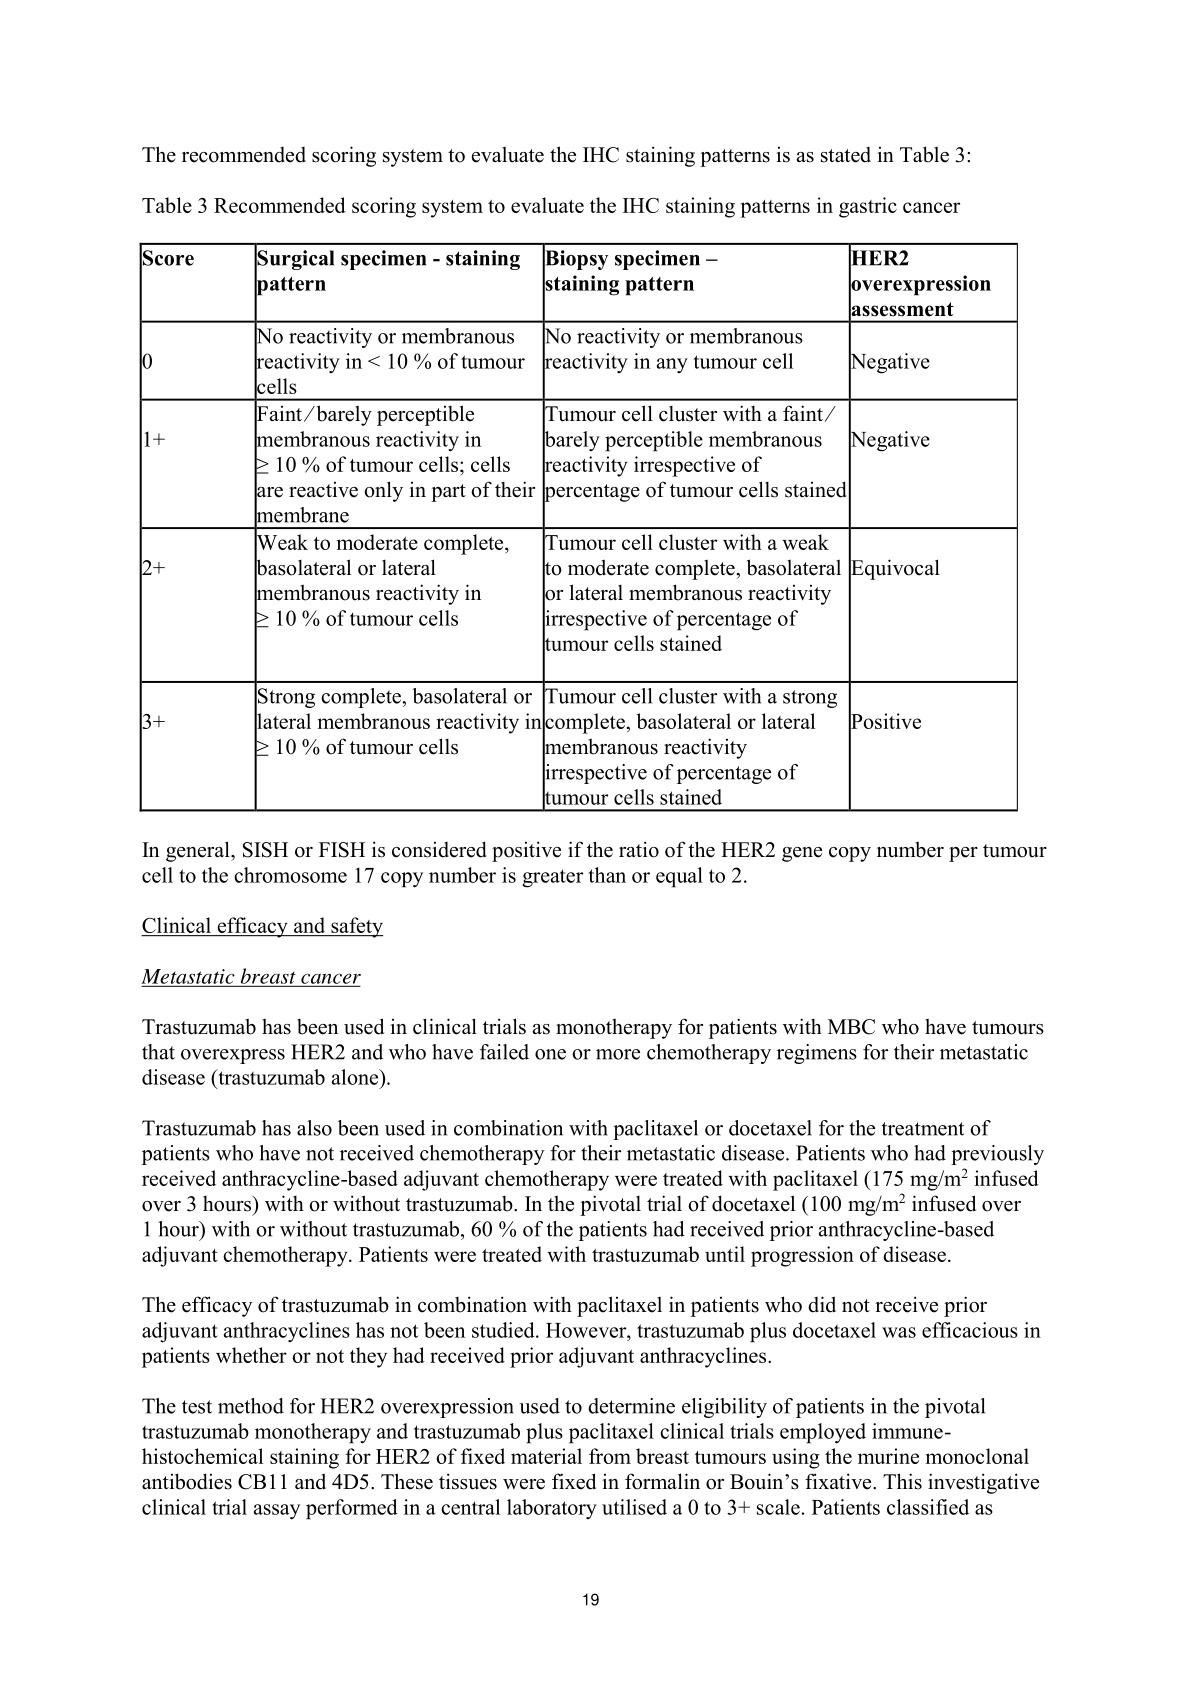 The recommended scoring system to evaluate the IHC staining patterns is as stated in Table 3:
Table 3 Recommended scoring system to evaluate the IHC staining patterns in gastric cancer
Score
Surgical specimen - staining
pattern
Biopsy specimen –
staining pattern
HER2
overexpression
assessment
0
No reactivity or membranous
reactivity in < 10 % of tumour
cells
No reactivity or membranous
reactivity in any tumour cell
Negative
1+
Faint ∕ barely perceptible
membranous reactivity in
≥ 10 % of tumour cells; cells
are reactive only in part of their
membrane
Tumour cell cluster with a faint ∕
barely perceptible membranous
reactivity irrespective of
percentage of tumour cells stained
Negative
2+
Weak to moderate complete,
basolateral or lateral
membranous reactivity in
≥ 10 % of tumour cells
Tumour cell cluster with a weak
to moderate complete, basolateral
or lateral membranous reactivity
irrespective of percentage of
tumour cells stained
Equivocal
3+
Strong complete, basolateral or
lateral membranous reactivity in
≥ 10 % of tumour cells
Tumour cell cluster with a strong
complete, basolateral or lateral
membranous reactivity
irrespective of percentage of
tumour cells stained
Positive
In general, SISH or FISH is considered positive if the ratio of the HER2 gene copy number per tumour
cell to the chromosome 17 copy number is greater than or equal to 2.
Clinical efficacy and safety
Metastatic breast cancer
Trastuzumab has been used in clinical trials as monotherapy for patients with MBC who have tumours
that overexpress HER2 and who have failed one or more chemotherapy regimens for their metastatic
disease (trastuzumab alone).
Trastuzumab has also been used in combination with paclitaxel or docetaxel for the treatment of
patients who have not received chemotherapy for their metastatic disease. Patients who had previously
received anthracycline-based adjuvant chemotherapy were treated with paclitaxel (175 mg/m² infused
over 3 hours) with or without trastuzumab. In the pivotal trial of docetaxel (100 mg/m² infused over
1 hour) with or without trastuzumab, 60 % of the patients had received prior anthracycline-based
adjuvant chemotherapy. Patients were treated with trastuzumab until progression of disease.
The efficacy of trastuzumab in combination with paclitaxel in patients who did not receive prior
adjuvant anthracyclines has not been studied. However, trastuzumab plus docetaxel was efficacious in
patients whether or not they had received prior adjuvant anthracyclines.
The test method for HER2 overexpression used to determine eligibility of patients in the pivotal
trastuzumab monotherapy and trastuzumab plus paclitaxel clinical trials employed immune-
histochemical staining for HER2 of fixed material from breast tumours using the murine monoclonal
antibodies CB11 and 4D5. These tissues were fixed in formalin or Bouin’s fixative. This investigative
clinical trial assay performed in a central laboratory utilised a 0 to 3+ scale. Patients classified as
19